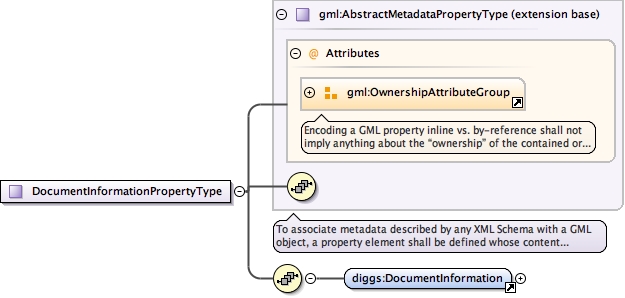 gml:AbstractMetadataPropertyType (extension base)
@ Attributes
gml:OwnershipAttributeGroup
Encoding a GML property inline vs. by-reference shall not
imply anything about the "ownership" of the contained or...
DocumentInformationPropertyType
To associate metadata described by any XML Schema with a GML
object, a property element shall be defined whose content...
diggs:DocumentInformation